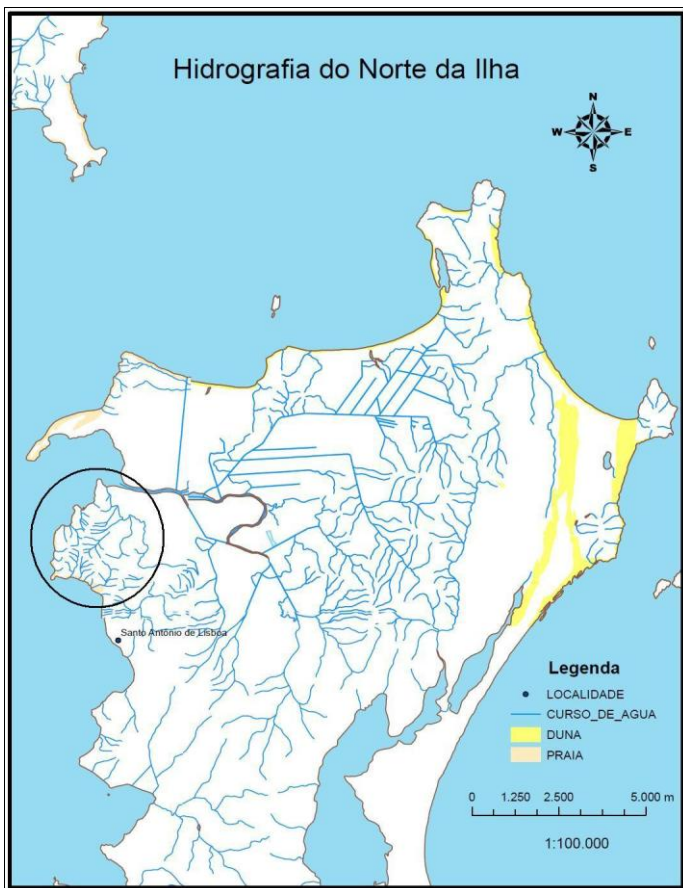 Hidrografia do Norte da Ilha
N
W E
S
Santo Antônio de Lisboa
Legenda
LOCALIDADE
CURSO_DE_AGUA
DUNA
PRAIA
0 1.250 2.500 5.000 m
1:100.000